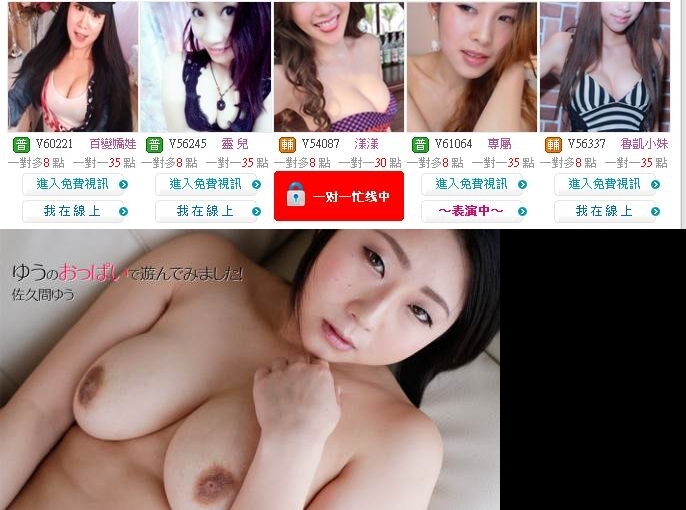 普 V60221 百變嬌娃
普 V56245 靈 兒
輔 V54087 漾漾
普 V61064 専屬
輔 V56337 魯凱小妹
一對多8 點 一對一35 點
一對多8 點 一對一35 點
一對多8 點 一對一30 點
一對多8 點 一對一35 點
一對多8 點 一對一35 點
進入免費視訊
進入免費視訊
一对一忙线中
進入免費視訊
進入免費視訊
我 在 線 上
我 在 線 上
～表演中～
我 在 線 上
ゆうのおっぱいで遊んでみました!
佐久間ゆう